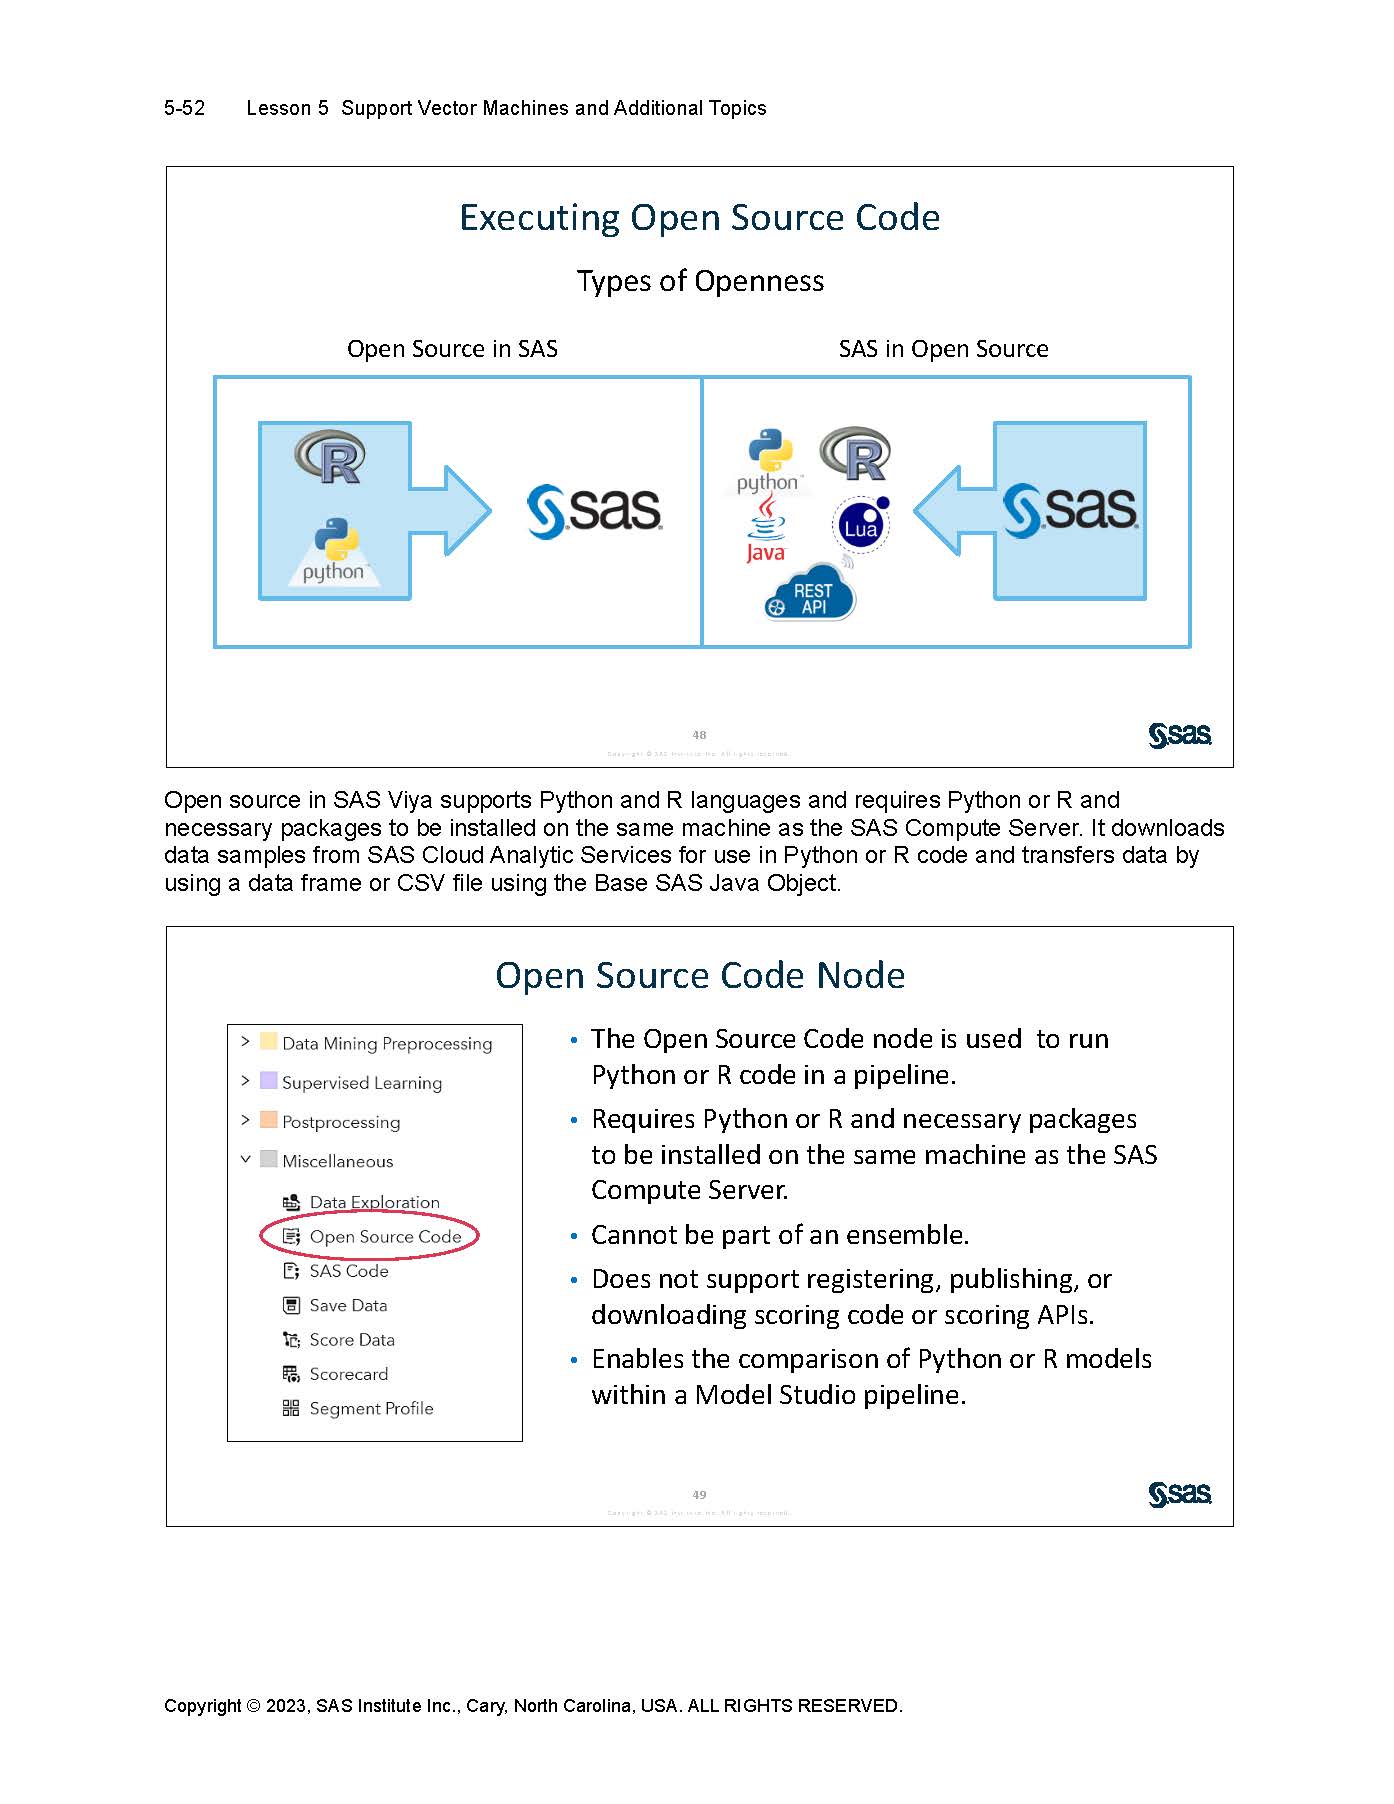 5-52 Lesson 5 Support Vector Machines and Additional Topics
Executing Open Source Code
Types of Openness
Open Source in SAS
SAS in Open Source
R
python
sas
python
R
Java
Lua
REST
API
sas
48
sas
Copyright © SAS Institute Inc. All rights reserved.
Open source in SAS Viya supports Python and R languages and requires Python or R and
necessary packages to be installed on the same machine as the SAS Compute Server. It downloads
data samples from SAS Cloud Analytic Services for use in Python or R code and transfers data by
using a data frame or CSV file using the Base SAS Java Object.
Open Source Code Node
> Data Mining Preprocessing
> Supervised Learning
> Postprocessing
Miscellaneous
Data Exploration
Open Source Code
SAS Code
Save Data
Score Data
Scorecard
Segment Profile
• The Open Source Code node is used to run
Python or R code in a pipeline.
• Requires Python or R and necessary packages
to be installed on the same machine as the SAS
Compute Server.
• Cannot be part of an ensemble.
• Does not support registering, publishing, or
downloading scoring code or scoring APIs.
• Enables the comparison of Python or R models
within a Model Studio pipeline.
49
sas
Copyright © SAS Institute Inc. All rights reserved.
Copyright © 2023, SAS Institute Inc., Cary, North Carolina, USA. ALL RIGHTS RESERVED.